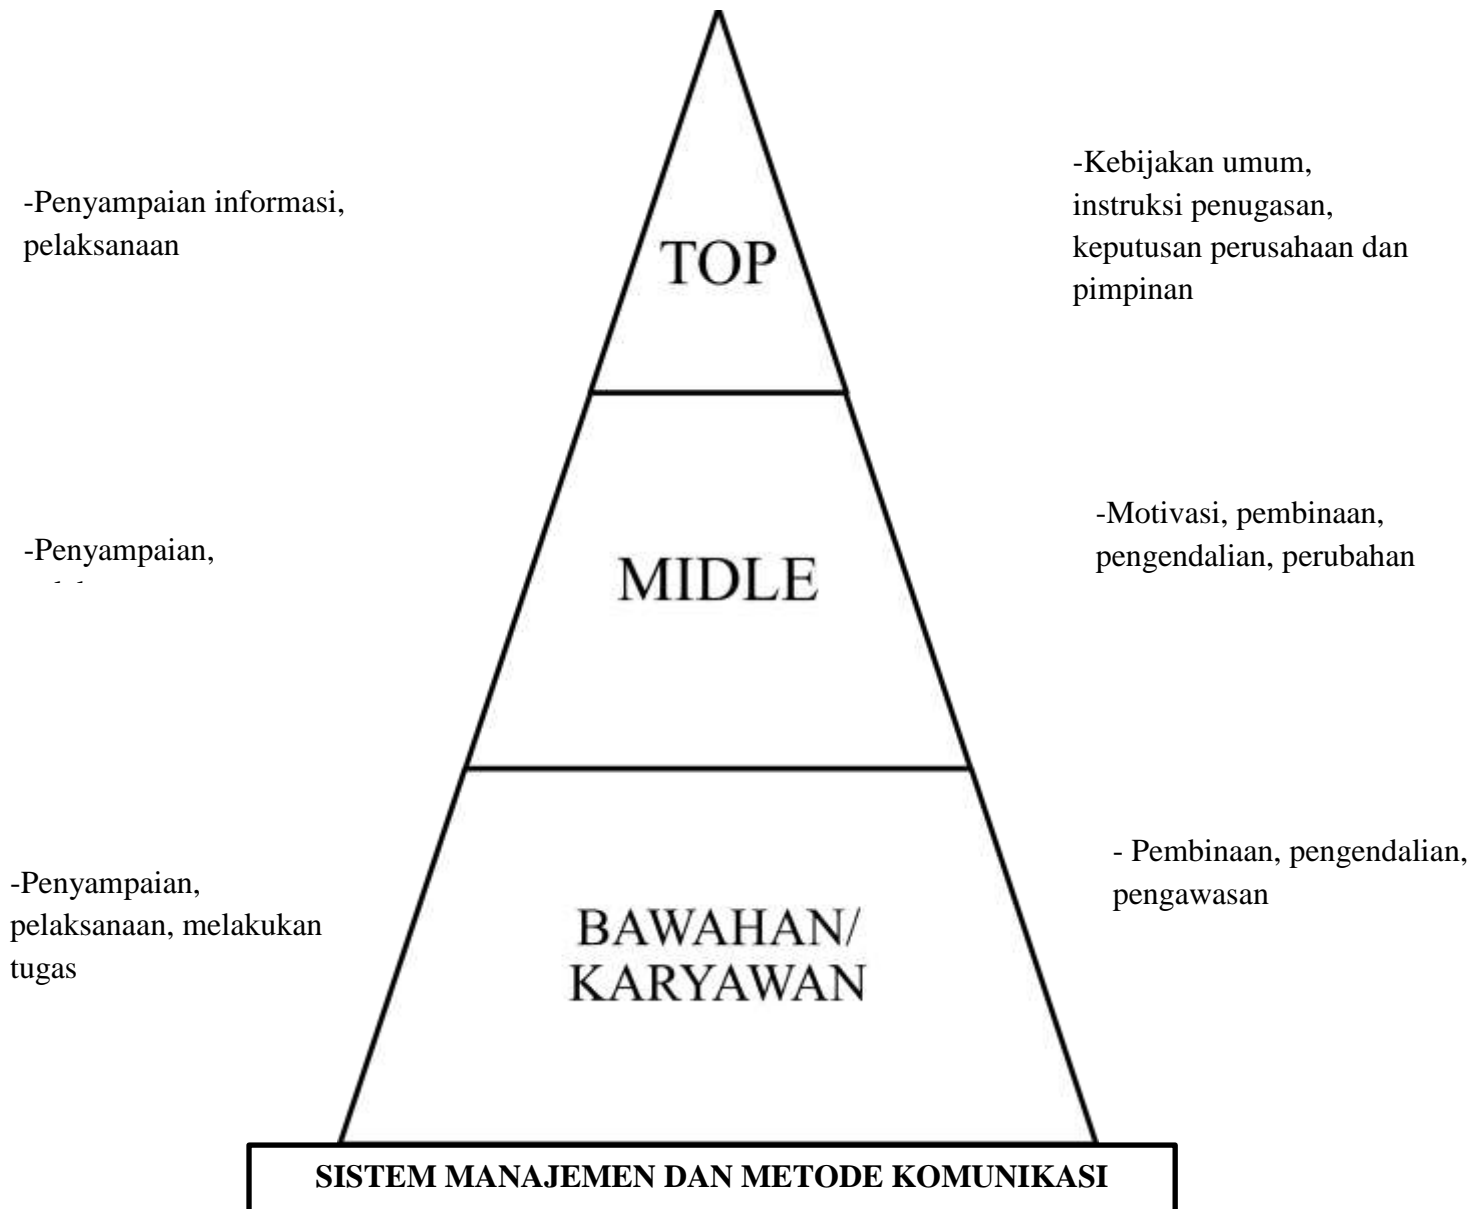 -Penyampaian informasi,
pelaksanaan
TOP
-Kebijakan umum,
instruksi penugasan,
keputusan perusahaan dan
pimpinan
-Penyampaian,
MIDLE
-Motivasi, pembinaan,
pengendalian, perubahan
-Penyampaian,
pelaksanaan, melakukan
tugas
BAWAHAN/
KARYAWAN
- Pembinaan, pengendalian,
pengawasan
SISTEM MANAJEMEN DAN METODE KOMUNIKASI